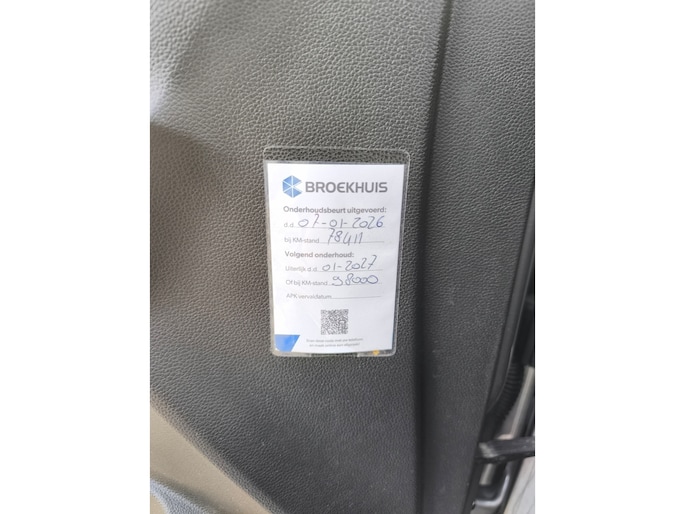 BROEKHUIS
Onderhoudsbeurt uitgevoerd:
d.d. 07-01-2026
bij KM-stand 78411
Volgend onderhoud:
Uiterlijk d.d. 01-2027
Of bij KM-stand 98000
APK vervaldatum